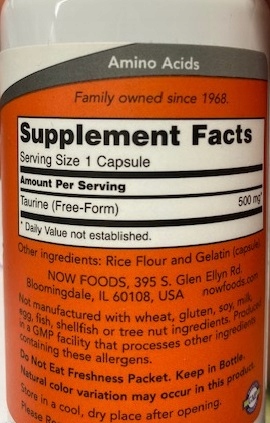 Amino Acids
Family owned since 1968.
Supplement Facts
Serving Size 1 Capsule
Amount Per Serving
Taurine (Free-Form) 500 mg*
* Daily Value not established.
Other ingredients: Rice Flour and Gelatin (capsule).
NOW FOODS, 395 S. Glen Ellyn Rd.
Bloomingdale, IL 60108, USA nowfoods.com
Not manufactured with wheat, gluten, soy, milk,
egg, fish, shellfish or tree nut ingredients. Produced
in a GMP facility that processes other ingredients
containing these allergens.
Do Not Eat Freshness Packet. Keep in Bottle.
Natural color variation may occur in this product.
Store in a cool, dry place after opening.
Please